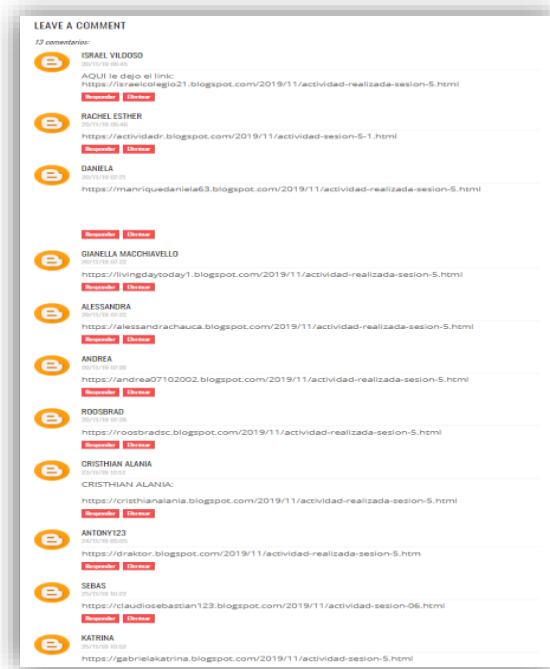 LEAVE A COMMENT
13 comentarios:
ISRAEL VILDOSO
AQUI le dejo el link:
https://israelcolegio21.blogspot.com/2019/11/actividad-realizada-sesion-5.html
Responder Eliminar
RACHEL ESTHER
https://actividadr.blogspot.com/2019/11/actividad-sesion-5-1.html
Responder Eliminar
DANIELA
https://manriquedaniela63.blogspot.com/2019/11/actividad-realizada-sesion-5.html
Responder Eliminar
GIANELLA MACCHIAVELLO
https://livingdaytoday1.blogspot.com/2019/11/actividad-realizada-sesion-5.html
Responder Eliminar
ALESSANDRA
https://alessandrachauca.blogspot.com/2019/11/actividad-realizada-sesion-5.html
Responder Eliminar
ANDREA
https://andrea07102002.blogspot.com/2019/11/actividad-realizada-sesion-5.html
Responder Eliminar
ROOSBRAD
https://roosbradsc.blogspot.com/2019/11/actividad-realizada-sesion-5.html
Responder Eliminar
CRISTHIAN ALANIA
CRISTHIAN ALANIA:
https://cristhianalania.blogspot.com/2019/11/actividad-realizada-sesion-5.html
Responder Eliminar
ANTONY123
https://draktor.blogspot.com/2019/11/actividad-realizada-sesion-5.htm
Responder Eliminar
SEBAS
https://claudiosebastian123.blogspot.com/2019/11/actividad-sesion-06.html
Responder Eliminar
KATRINA
https://gabrielakatrina.blogspot.com/2019/11/actividad-realizada-sesion-5.html